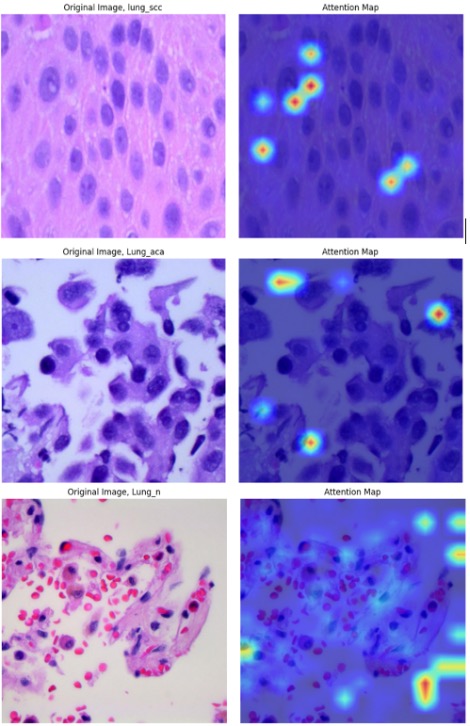 Original Image, lung_scc
Attention Map
Original Image, Lung_aca
Attention Map
Original Image, Lung_n
Attention Map